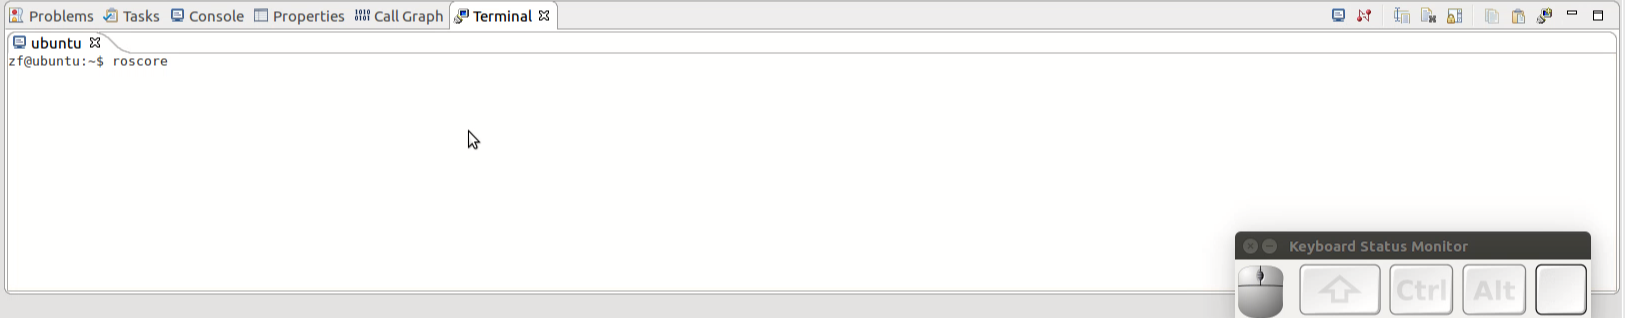 Problems Tasks Console Properties Call Graph Terminal
ubuntu
zf@ubuntu:~$ roscore
Keyboard Status Monitor
Ctrl Alt